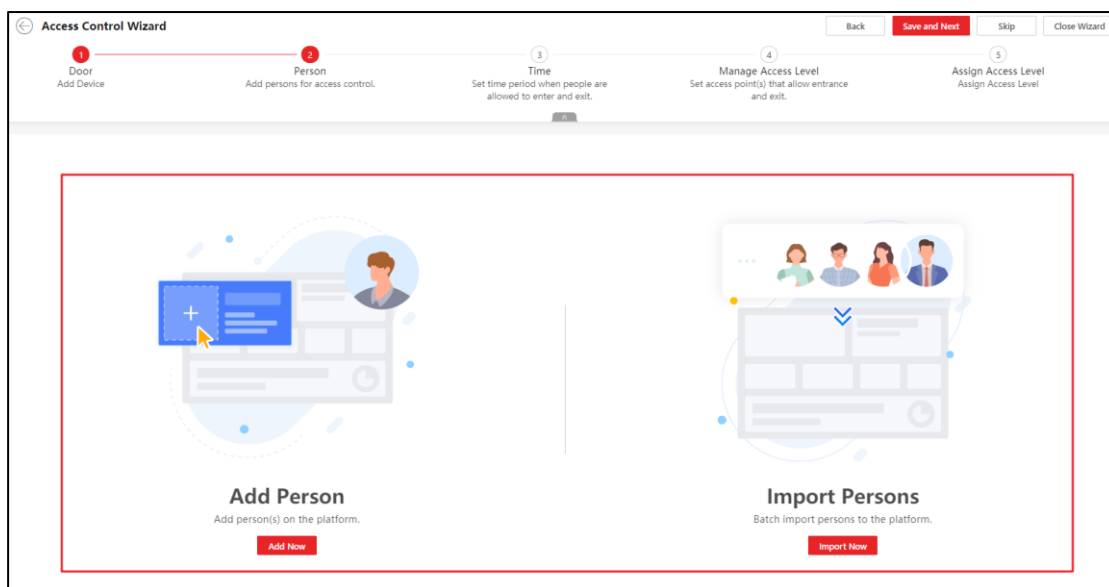 Access Control Wizard
Back
Save and Next
Skip
Close Wizard
1
2
3
4
5
Door
Person
Time
Manage Access Level
Assign Access Level
Add Device
Add persons for access control.
Set time period when people are
allowed to enter and exit.
Set access point(s) that allow entrance
and exit.
Assign Access Level
Add Person
Add person(s) on the platform.
Add Now
Import Persons
Batch import persons to the platform.
Import Now